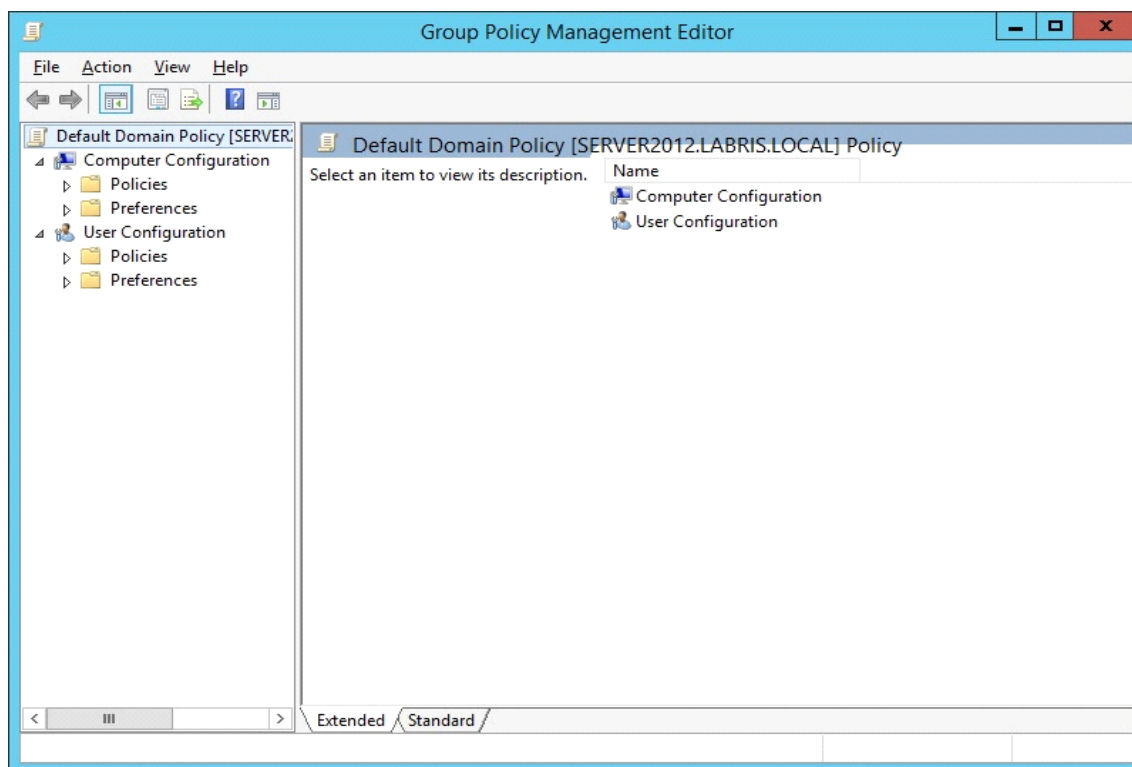 Group Policy Management Editor
File Action View Help
Default Domain Policy [SERVER2
Computer Configuration
Policies
Preferences
User Configuration
Policies
Preferences
Default Domain Policy [SERVER2012.LABRIS.LOCAL] Policy
Select an item to view its description.
Name
Computer Configuration
User Configuration
Extended Standard